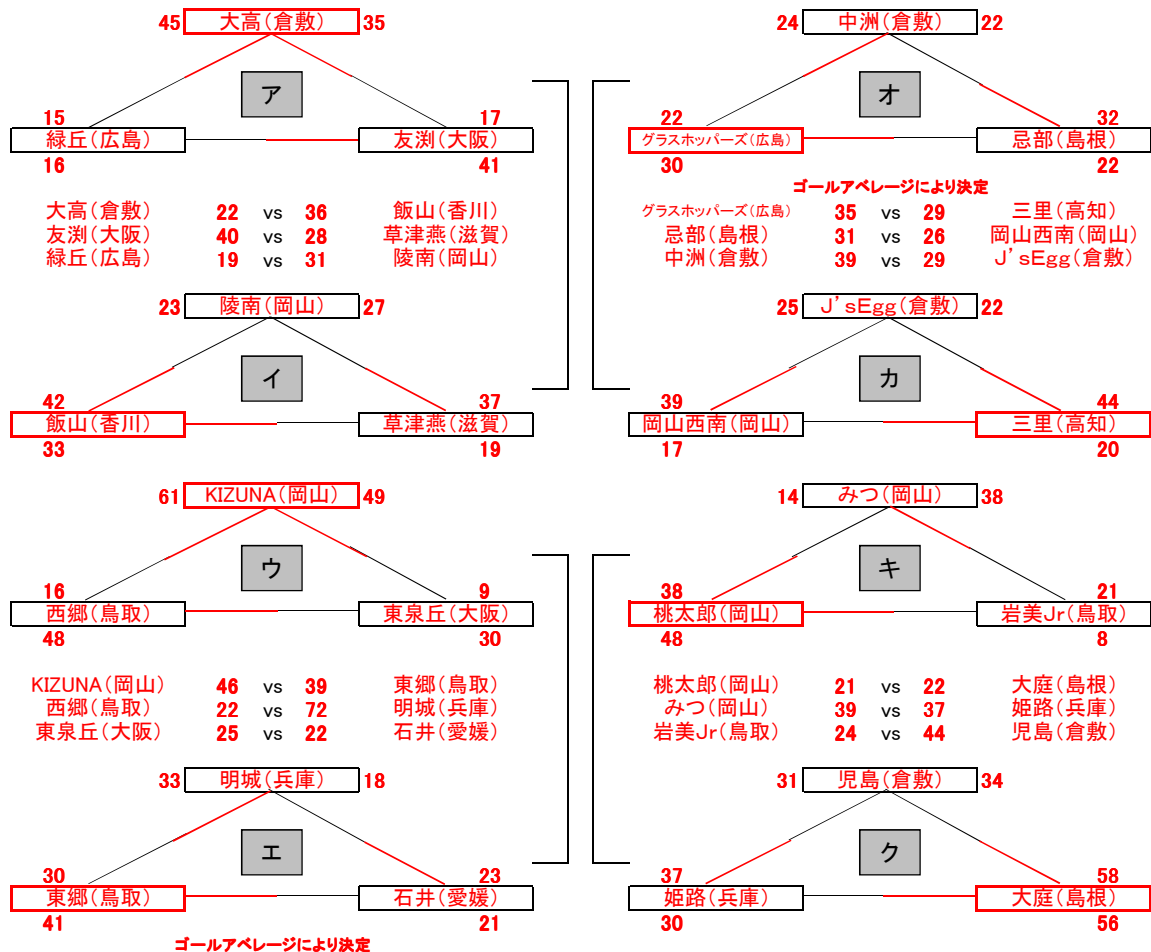 45 大高(倉敷) 35
ア
15 17
緑丘(広島) 友渕(大阪)
16 41
大高(倉敷) 22 vs 36 飯山(香川)
友渕(大阪) 40 vs 28 草津燕(滋賀)
緑丘(広島) 19 vs 31 陵南(岡山)
23 陵南(岡山) 27
イ
42 37
飯山(香川) 草津燕(滋賀)
33 19
24 中洲(倉敷) 22
オ
22 32
グラスホッパーズ(広島) 忌部(島根)
30 22
ゴールアベレージにより決定
グラスホッパーズ(広島) 35 vs 29 三里(高知)
忌部(島根) 31 vs 26 岡山西南(岡山)
中洲(倉敷) 39 vs 29 J'sEgg(倉敷)
25 J'sEgg(倉敷) 22
カ
39 44
岡山西南(岡山) 三里(高知)
17 20
61 KIZUNA(岡山) 49
ウ
16 9
西郷(鳥取) 東泉丘(大阪)
48 30
KIZUNA(岡山) 46 vs 39 東郷(鳥取)
西郷(鳥取) 22 vs 72 明城(兵庫)
東泉丘(大阪) 25 vs 22 石井(愛媛)
33 明城(兵庫) 18
エ
30 23
東郷(鳥取) 石井(愛媛)
41 21
ゴールアベレージにより決定
14 みつ(岡山) 38
キ
38 21
桃太郎(岡山) 岩美Jr(鳥取)
48 8
桃太郎(岡山) 21 vs 22 大庭(島根)
みつ(岡山) 39 vs 37 姫路(兵庫)
岩美Jr(鳥取) 24 vs 44 児島(倉敷)
31 児島(倉敷) 34
ク
37 58
姫路(兵庫) 大庭(島根)
30 56